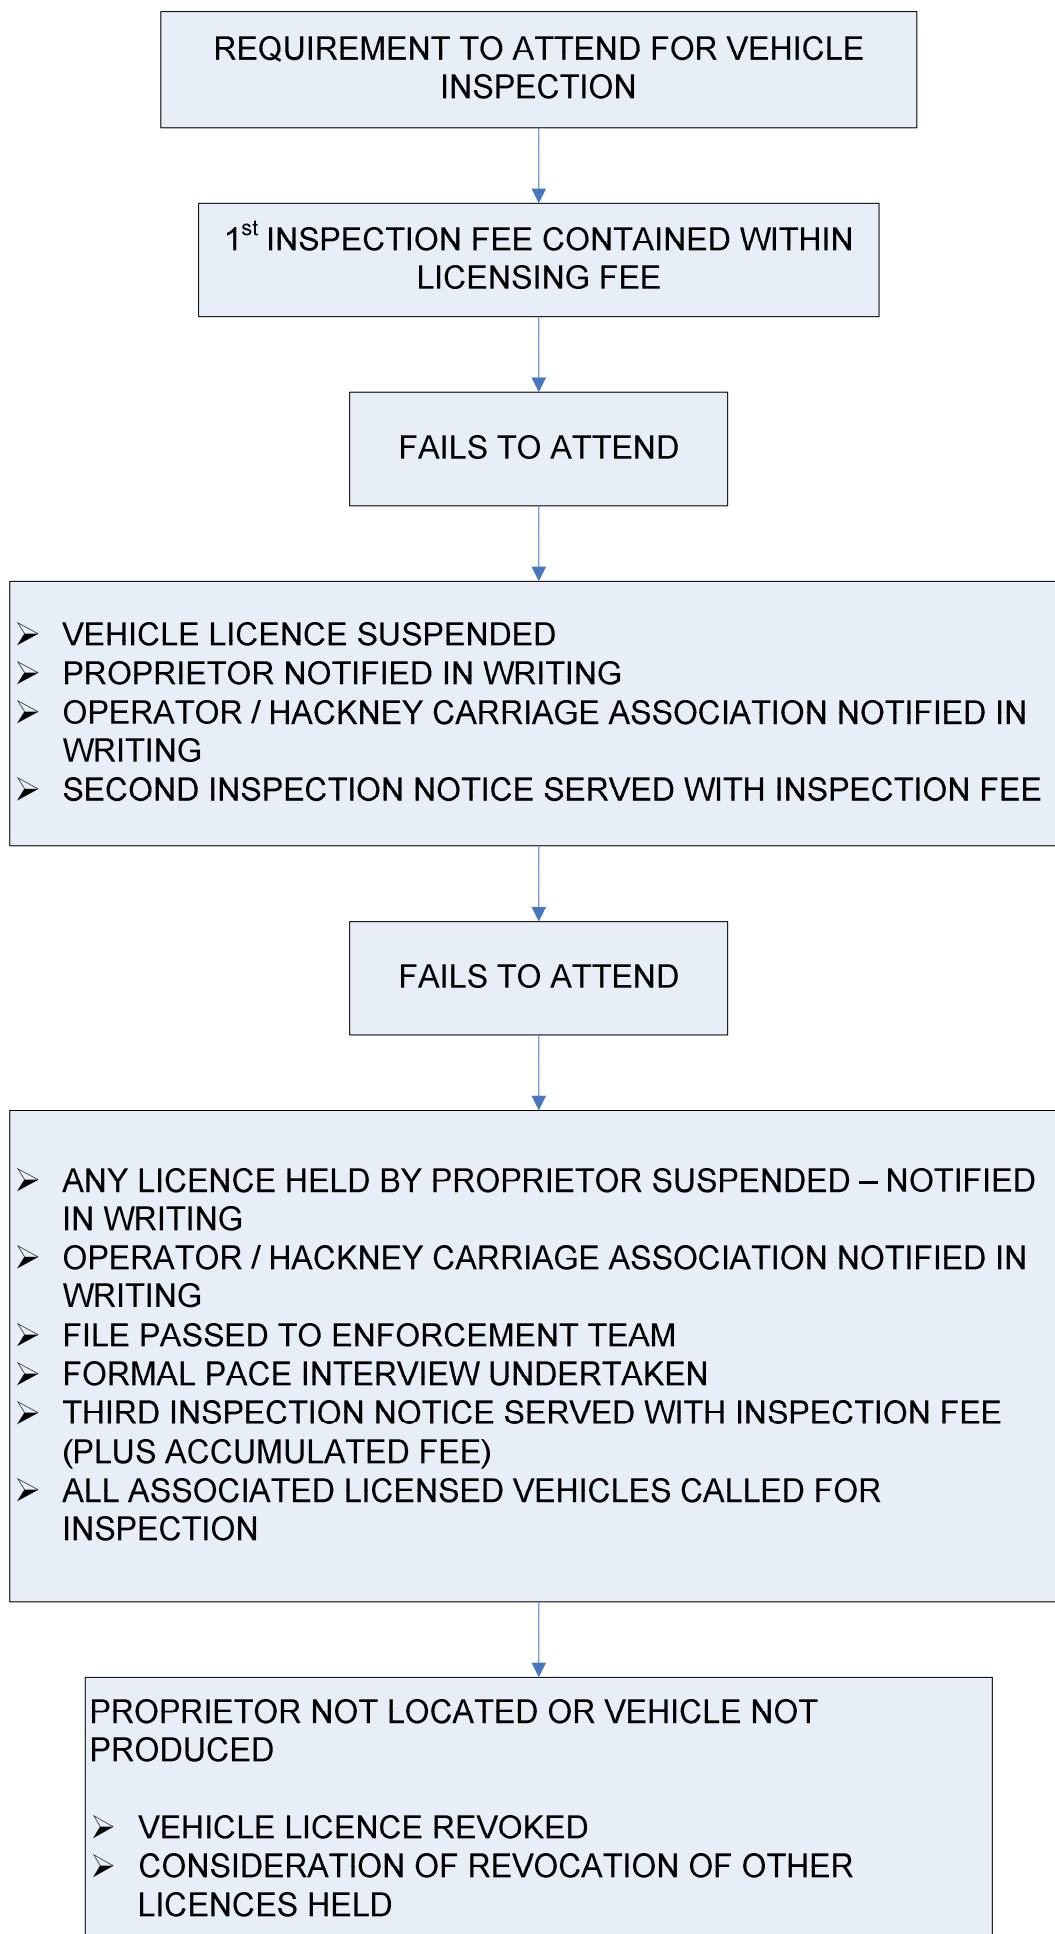 REQUIREMENT TO ATTEND FOR VEHICLE
INSPECTION
1st INSPECTION FEE CONTAINED WITHIN
LICENSING FEE
FAILS TO ATTEND
➢ VEHICLE LICENCE SUSPENDED
➢ PROPRIETOR NOTIFIED IN WRITING
➢ OPERATOR / HACKNEY CARRIAGE ASSOCIATION NOTIFIED IN
WRITING
➢ SECOND INSPECTION NOTICE SERVED WITH INSPECTION FEE
FAILS TO ATTEND
➢ ANY LICENCE HELD BY PROPRIETOR SUSPENDED – NOTIFIED
IN WRITING
➢ OPERATOR / HACKNEY CARRIAGE ASSOCIATION NOTIFIED IN
WRITING
➢ FILE PASSED TO ENFORCEMENT TEAM
➢ FORMAL PACE INTERVIEW UNDERTAKEN
➢ THIRD INSPECTION NOTICE SERVED WITH INSPECTION FEE
(PLUS ACCUMULATED FEE)
➢ ALL ASSOCIATED LICENSED VEHICLES CALLED FOR
INSPECTION
PROPRIETOR NOT LOCATED OR VEHICLE NOT
PRODUCED
➢ VEHICLE LICENCE REVOKED
➢ CONSIDERATION OF REVOCATION OF OTHER
LICENCES HELD